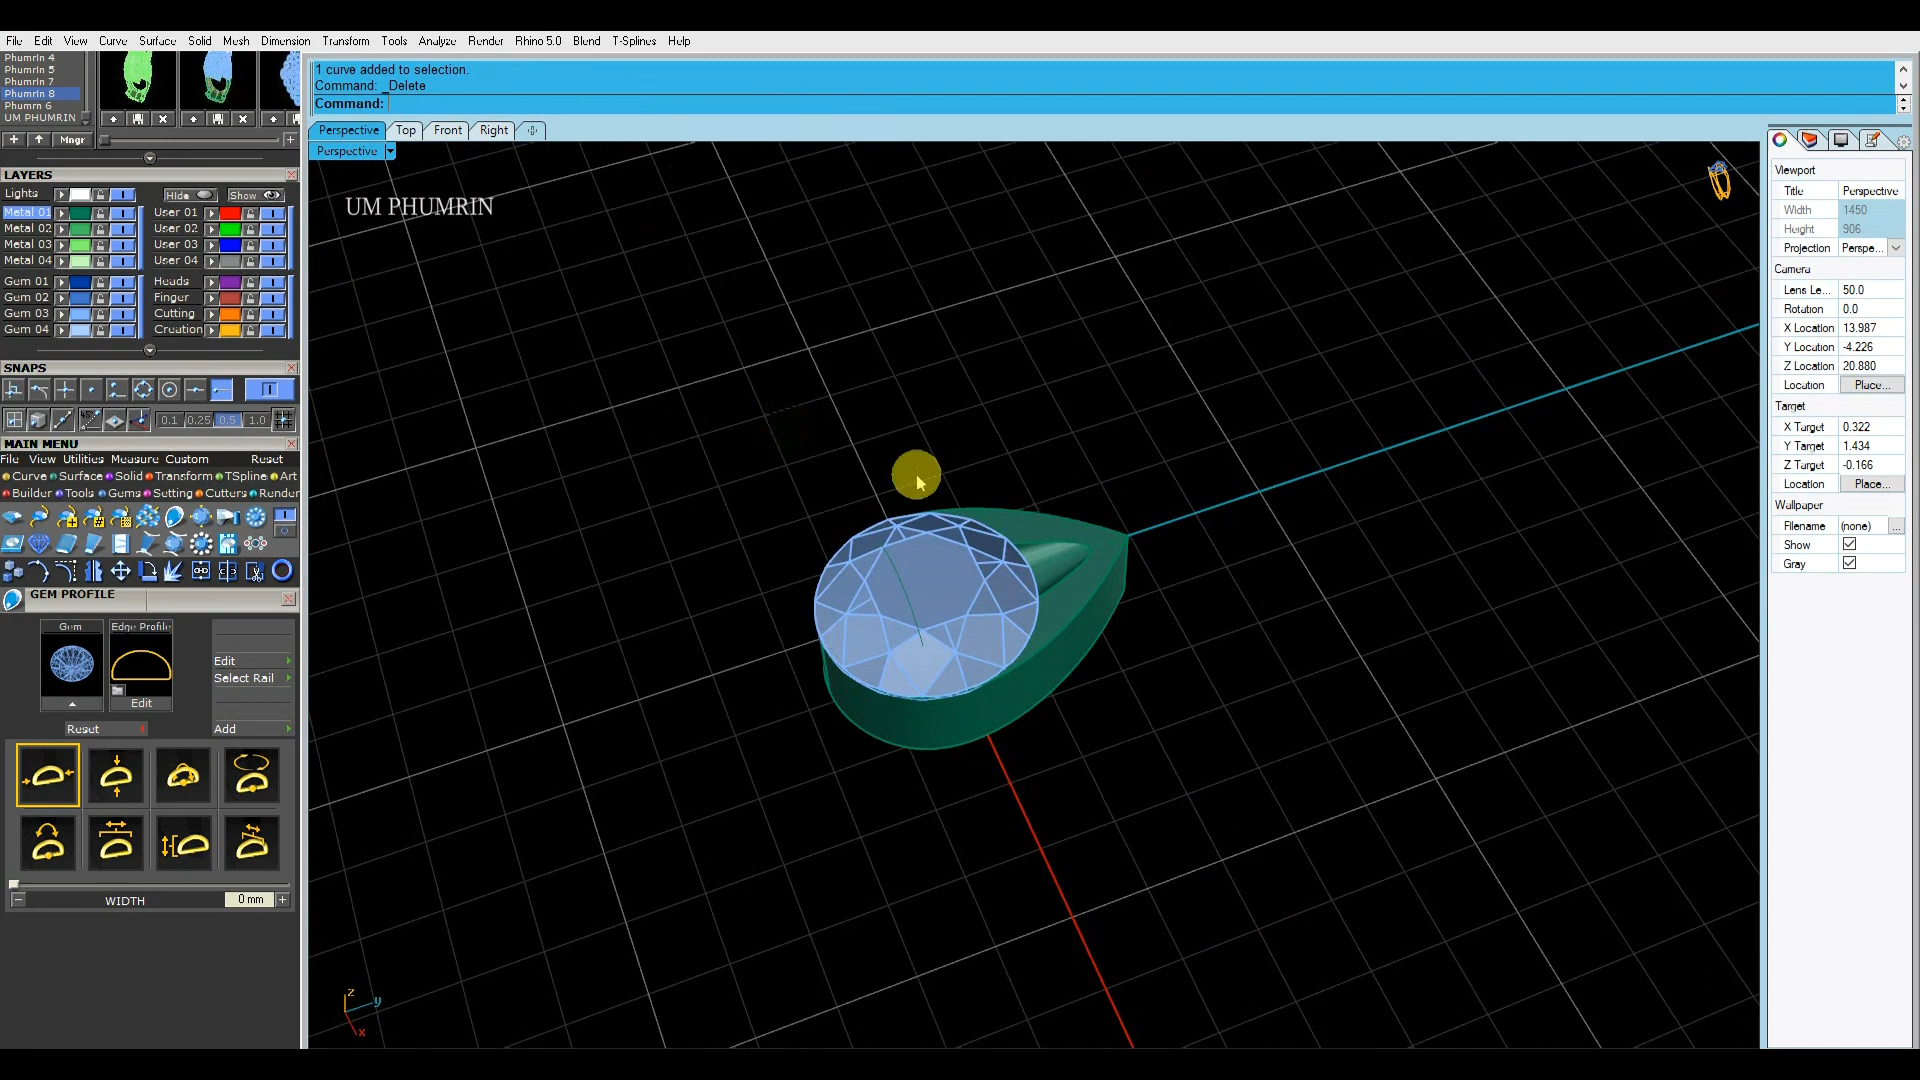 File Edit View Curve Surface Solid Mesh Dimension Transform Tools Analyze Render Rhino 5.0 Blend T-Splines Help
Phumrin 4
Phumrin 5
Phumrin 7
Phumrin 8
Phumrn 6
UM PHUMRIN
Mngr
1 curve added to selection.
Command: _Delete
Command:
Perspective Top Front Right
Perspective
UM PHUMRIN
LAYERS
Lights Hide Show
Metal 01 User 01
Metal 02 User 02
Metal 03 User 03
Metal 04 User 04
Gem 01 Heads
Gem 02 Finger
Gem 03 Cutting
Gem 04 Creation
SNAPS
0.1 0.25 0.5 1.0
MAIN MENU
File View Utilities Measure Custom Reset
Curve Surface Solid Transform TSpline Art
Builder Tools Gems Setting Cutters Render
GEM PROFILE
Gem Edge Profile
Edit
Select Rail
Edit
Reset Add
WIDTH 0 mm
z
y
x
Viewport
Title Perspective
Width 1450
Height 906
Projection Perspe...
Camera
Lens Le... 50.0
Rotation 0.0
X Location 13.987
Y Location -4.226
Z Location 20.880
Location Place...
Target
X Target 0.322
Y Target 1.434
Z Target -0.166
Location Place...
Wallpaper
Filename (none) ...
Show
Gray